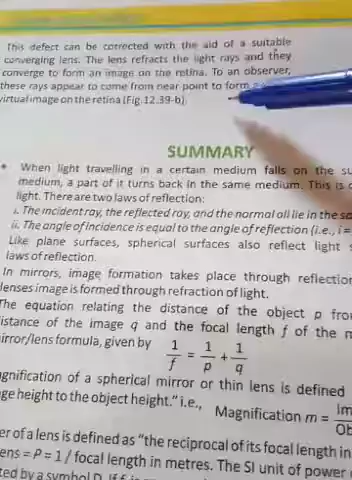 This defect can be corrected with the aid of a suitable
converging lens. The lens refracts the light rays and they
converge to form an image on the retina. To an observer,
these rays appear to come from near point to form a
virtual image on the retina (Fig.12.39-b).
SUMMARY
• When light travelling in a certain medium falls on the
medium, a part of it turns back in the same medium. This is
light. There are two laws of reflection:
i. The incident ray, the reflected ray, and the normal all lie in the
ii. The angle of incidence is equal to the angle of reflection (i.e., i =
Like plane surfaces, spherical surfaces also reflect light
laws of reflection.
In mirrors, image formation takes place through reflection
lenses image is formed through refraction of light.
The equation relating the distance of the object p from
distance of the image q and the focal length f of the
mirror/lens formula, given by 1/f = 1/p + 1/q
agnification of a spherical mirror or thin lens is defined
ge height to the object height." i.e., Magnification m = Im/Ob
er of a lens is defined as "the reciprocal of its focal length in
ens = P = 1 / focal length in metres. The SI unit of power
ted by a symbol D. If f is